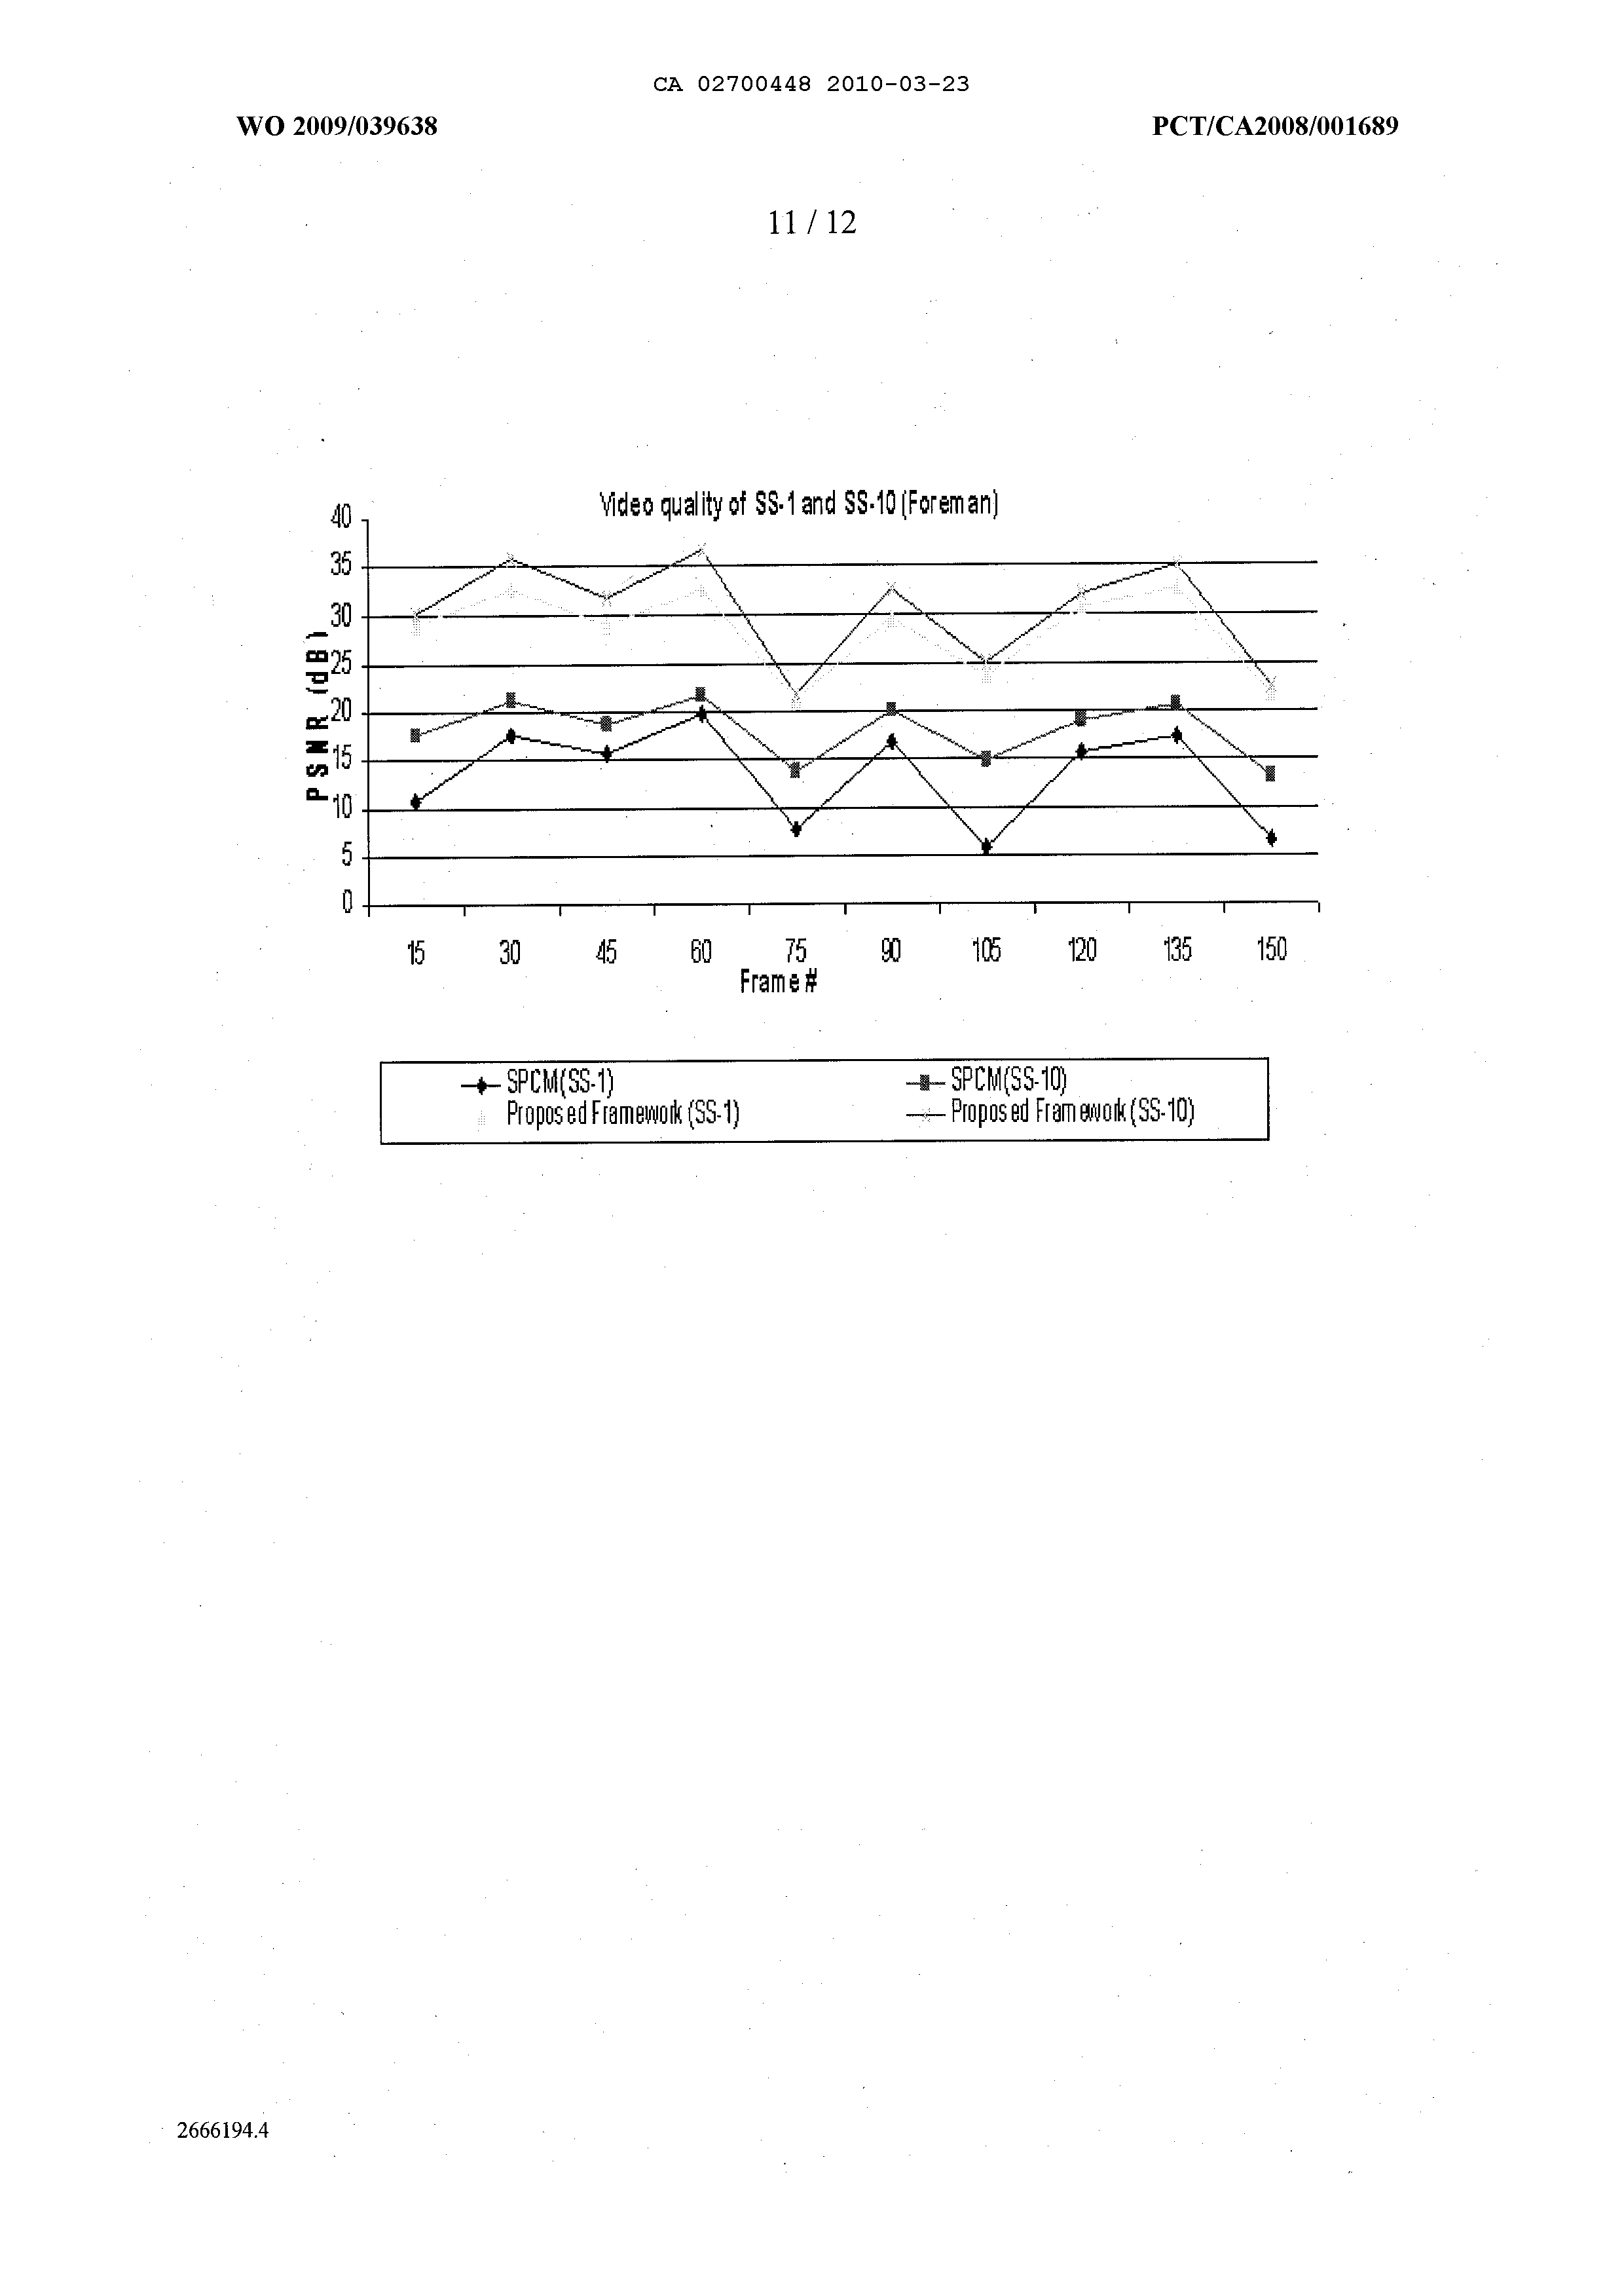 CA 02700448 2010-03-23
WO 2009/039638 PCT/CA2008/001689
11 / 12
Video quality of SS-1 and SS-10 (Foreman)
40
35
30
25
20
15
10
5
0
PSNR (dB)
15 30 45 60 75 90 105 120 135 150
Frame #
SPCM(SS-1) SPCM(SS-10)
Proposed Framework (SS-1) Proposed Framework (SS-10)
2666194.4